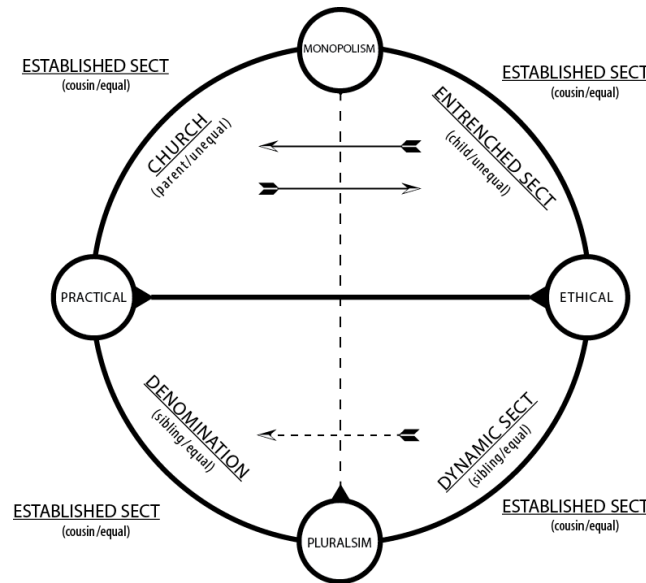 MONOPOLISM
ESTABLISHED SECT
(cousin/equal)
ESTABLISHED SECT
(cousin/equal)
CHURCH
(parent/unequal)
ENTRENCHED SECT
(child/unequal)
PRACTICAL
ETHICAL
DENOMINATION
(sibling/equal)
DYNAMIC SECT
(sibling/equal)
ESTABLISHED SECT
(cousin/equal)
ESTABLISHED SECT
(cousin/equal)
PLURALSIM